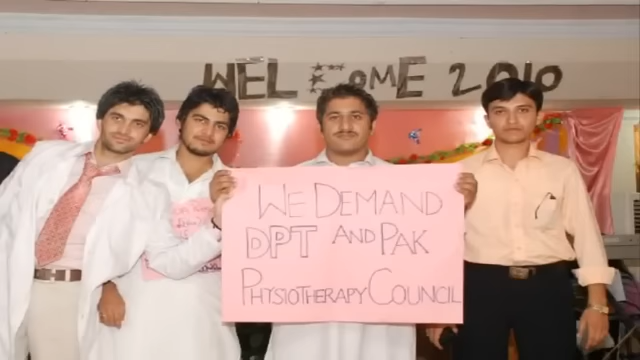 WELCOME 2010
WE DEMAND
DPT AND PAK
PHYSIOTHERAPY COUNCIL